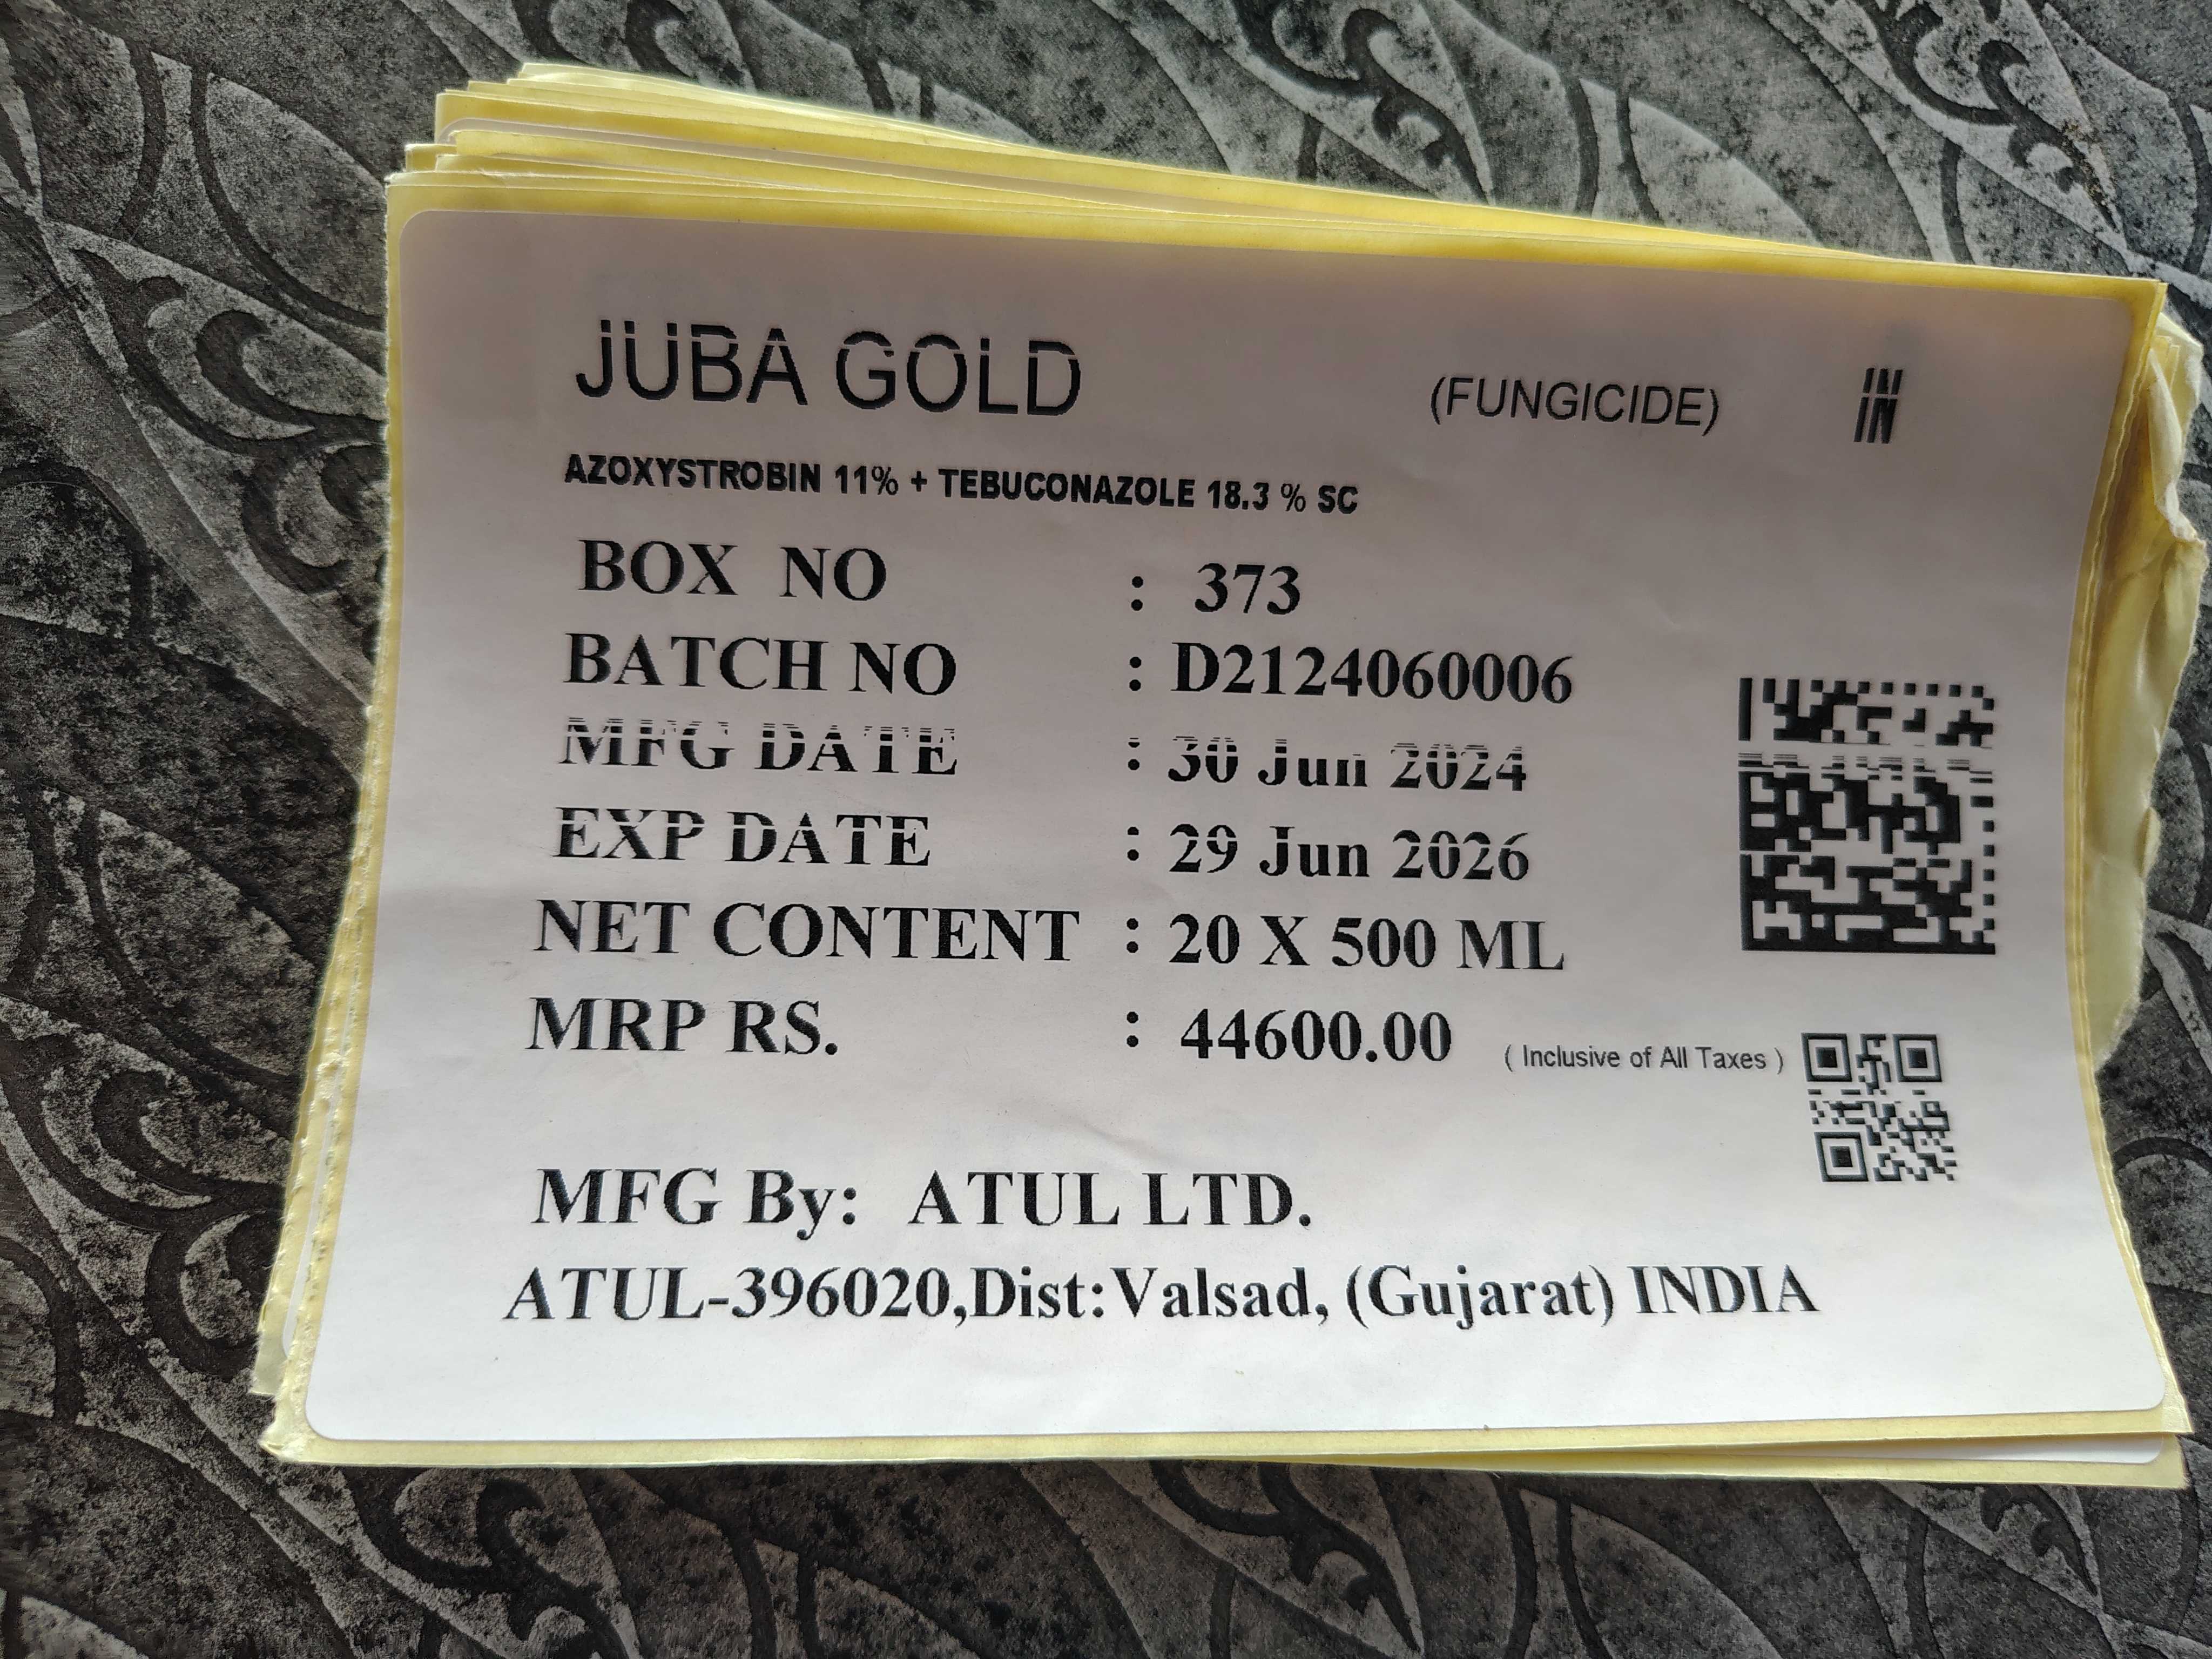 JUBA GOLD (FUNGICIDE) IN
AZOXYSTROBIN 11% + TEBUCONAZOLE 18.3 % SC
BOX NO : 373
BATCH NO : D2124060006
MFG DATE : 30 Jun 2024
EXP DATE : 29 Jun 2026
NET CONTENT : 20 X 500 ML
MRP RS. : 44600.00 ( Inclusive of All Taxes )
MFG By: ATUL LTD.
ATUL-396020,Dist:Valsad, (Gujarat) INDIA